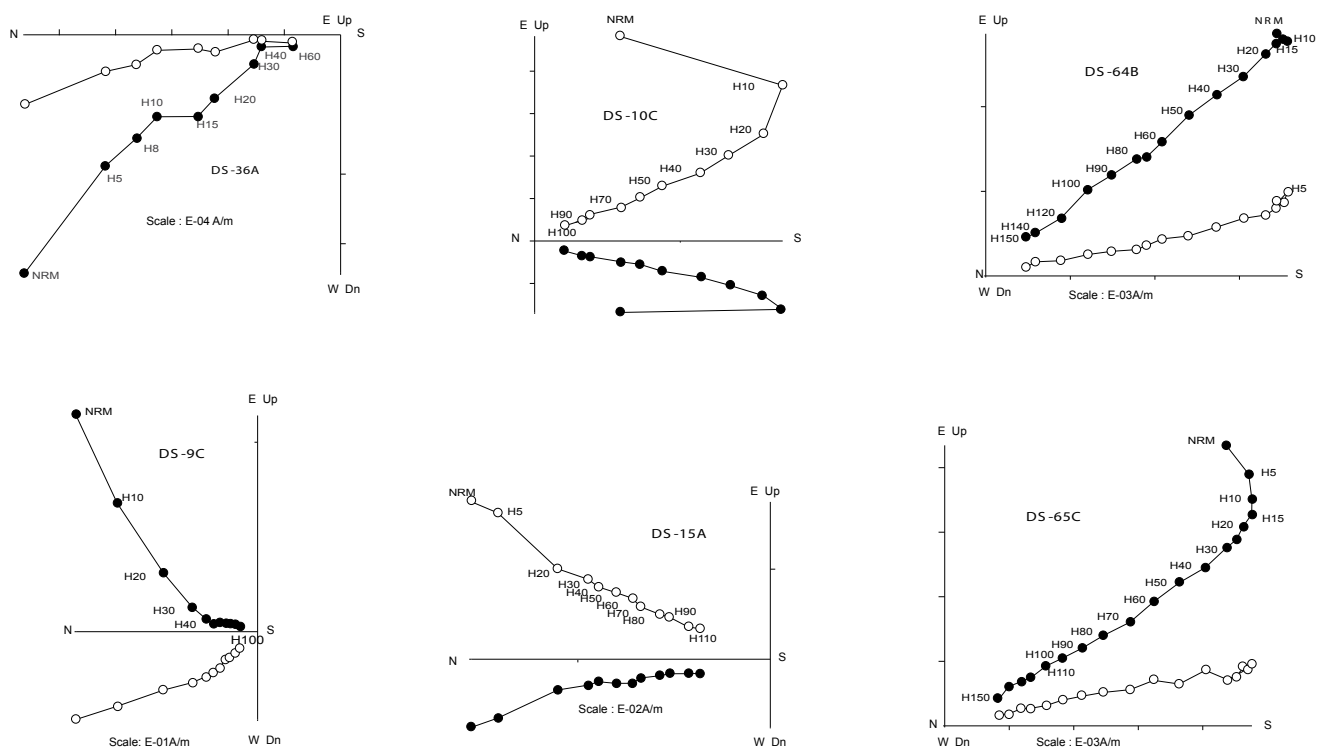 E Up
N
S
H40
H60
H30
H10
H20
H15
H8
DS-36A
H5
Scale : E-04 A/m
NRM
W Dn
NRM
E Up
H10
DS-10C
H20
H30
H40
H50
H70
H90
H100
N
S
E Up
NRM
H10
H15
H20
DS-64B
H30
H40
H50
H60
H80
H90
H100
H5
H120
H140
H150
N
S
W Dn
Scale : E-03A/m
E Up
NRM
DS-9C
H10
H20
H30
H40
N
S
H100
Scale: E-01A/m
W Dn
E Up
NRM
H5
DS-15A
H20
H30
H40
H50
H60
H70
H80
H90
H110
N
S
Scale : E-02A/m
W Dn
E Up
NRM
H5
H10
DS-65C
H15
H20
H30
H40
H50
H60
H70
H80
H90
H100
H110
H150
N
S
W Dn
Scale : E-03A/m